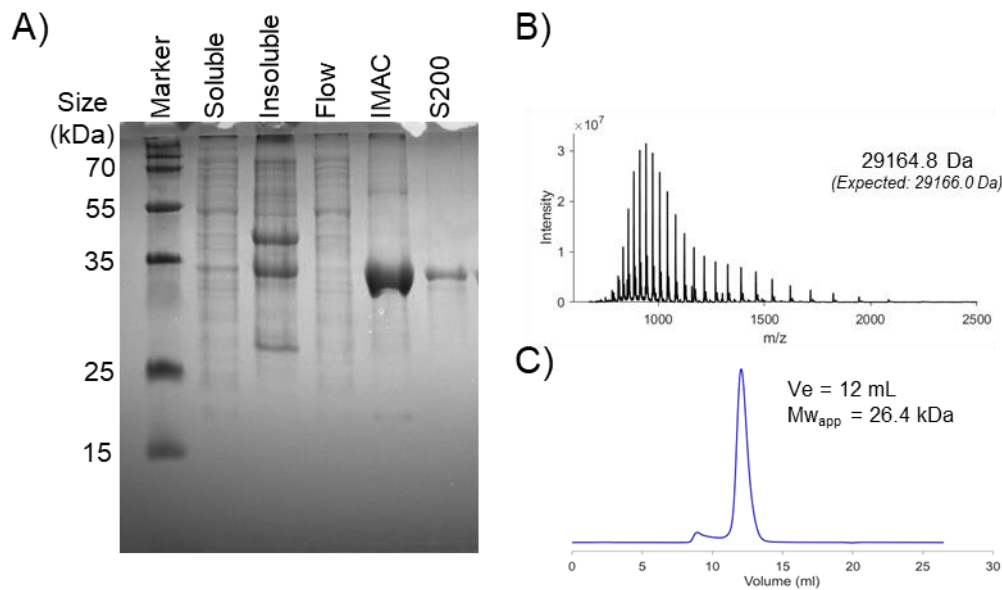 A)
Size
(kDa)
Marker
Soluble
Insoluble
Flow
IMAC
S200
70
55
35
25
15
B)
×10⁷
29164.8 Da
(Expected: 29166.0 Da)
Intensity
3
2
1
0
1000
1500
2000
2500
m/z
C)
Ve = 12 mL
Mwapp = 26.4 kDa
0
5
10
15
20
25
30
Volume (ml)